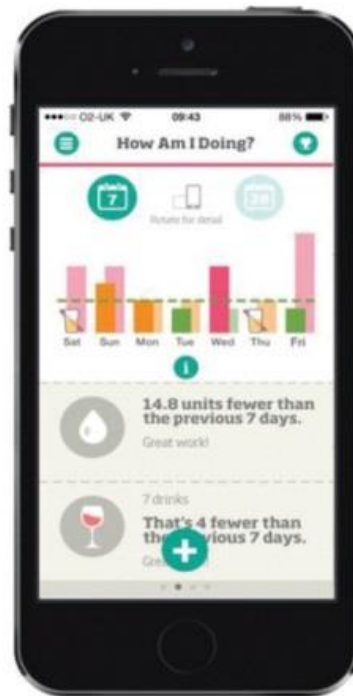 O2-UK 09:43 88%
How Am I Doing?
7 28
Rotate for detail
Sat Sun Mon Tue Wed Thu Fri
i
14.8 units fewer than
the previous 7 days.
Great work!
7 drinks
That's 4 fewer than
the previous 7 days.